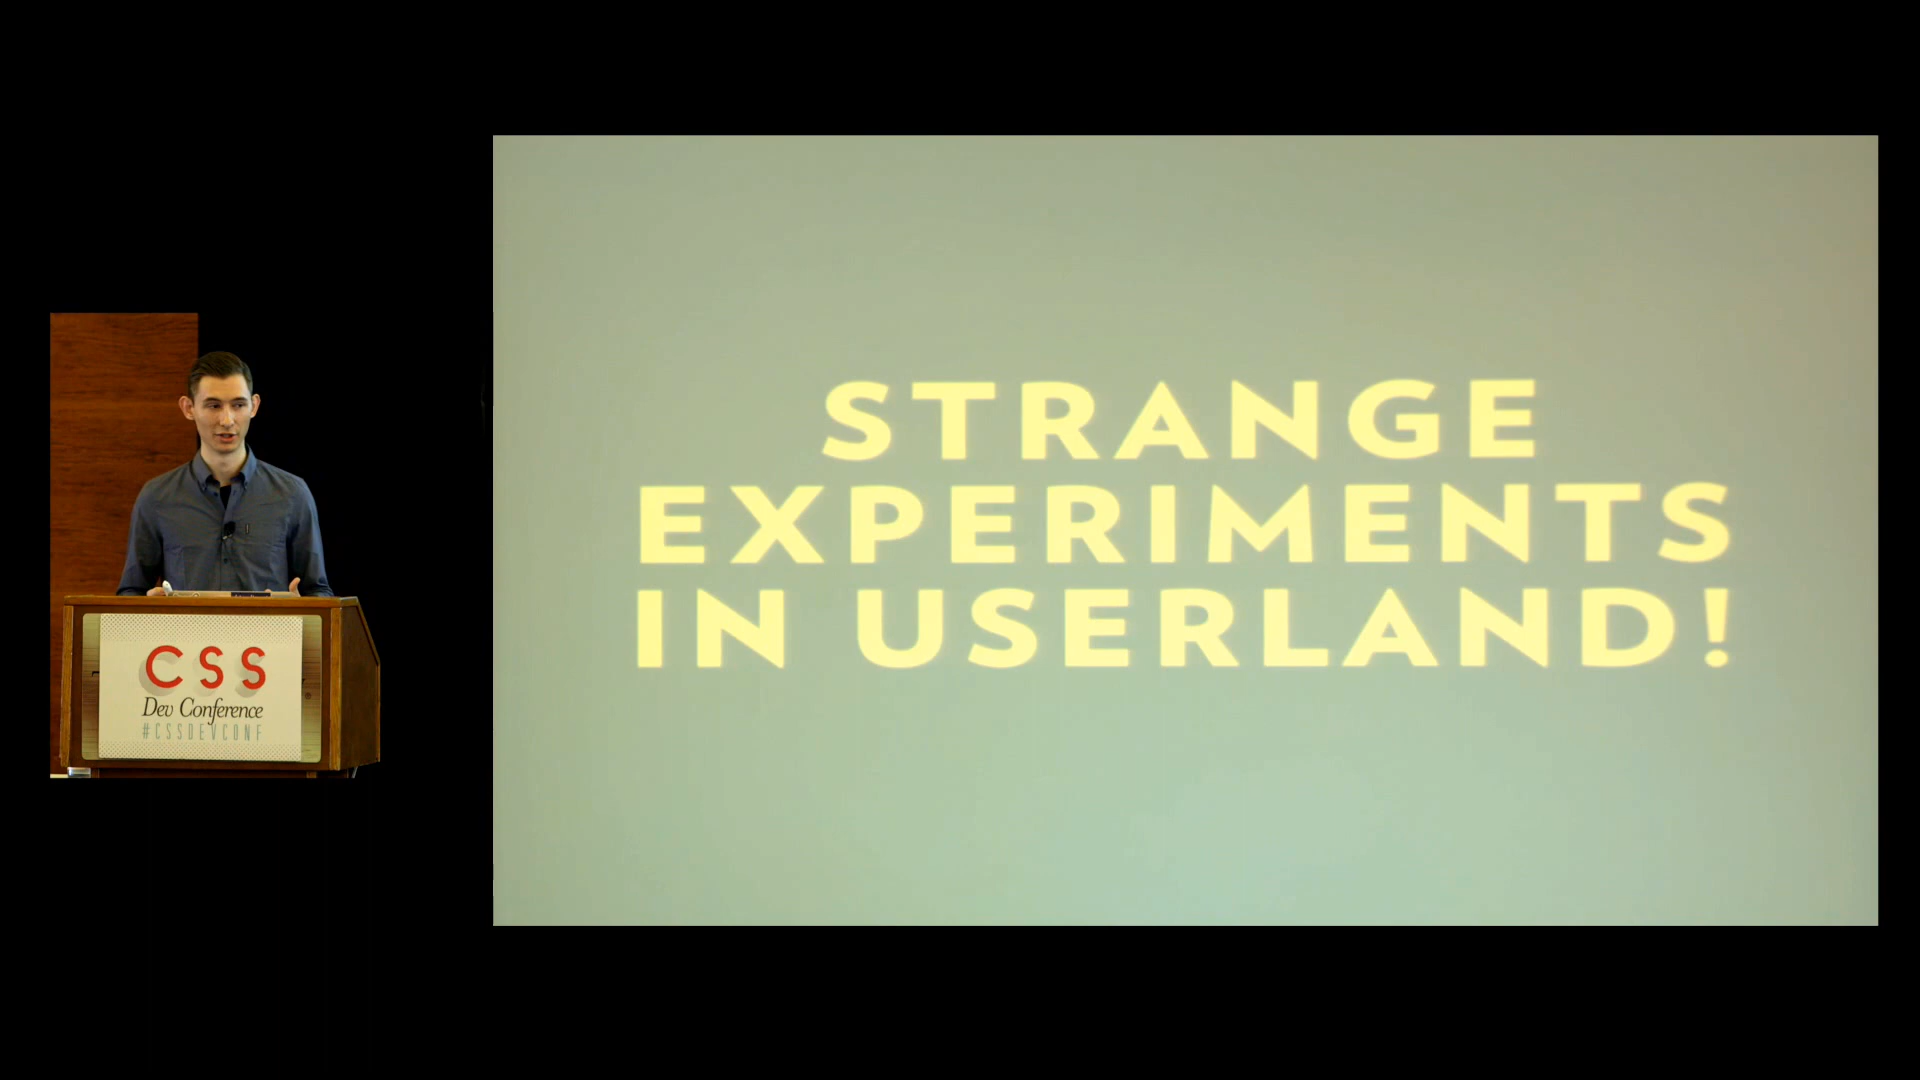 STRANGE
EXPERIMENTS
IN USERLAND!
CSS
Dev Conference
#CSSDEVCONF